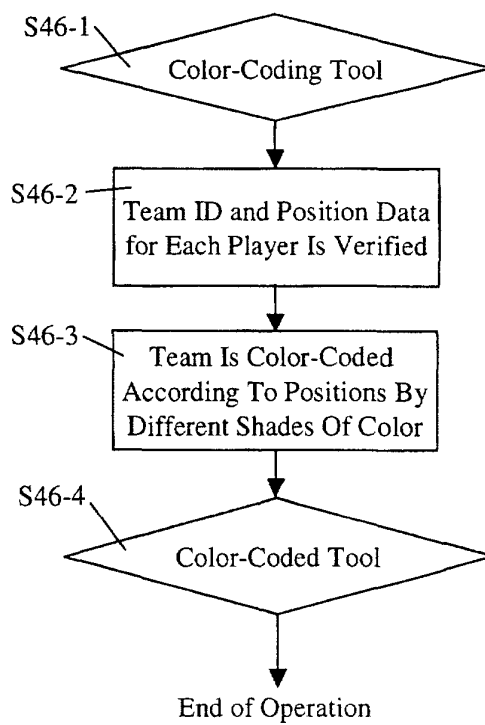 S46-1
Color-Coding Tool
S46-2
Team ID and Position Data
for Each Player Is Verified
S46-3
Team Is Color-Coded
According To Positions By
Different Shades Of Color
S46-4
Color-Coded Tool
End of Operation